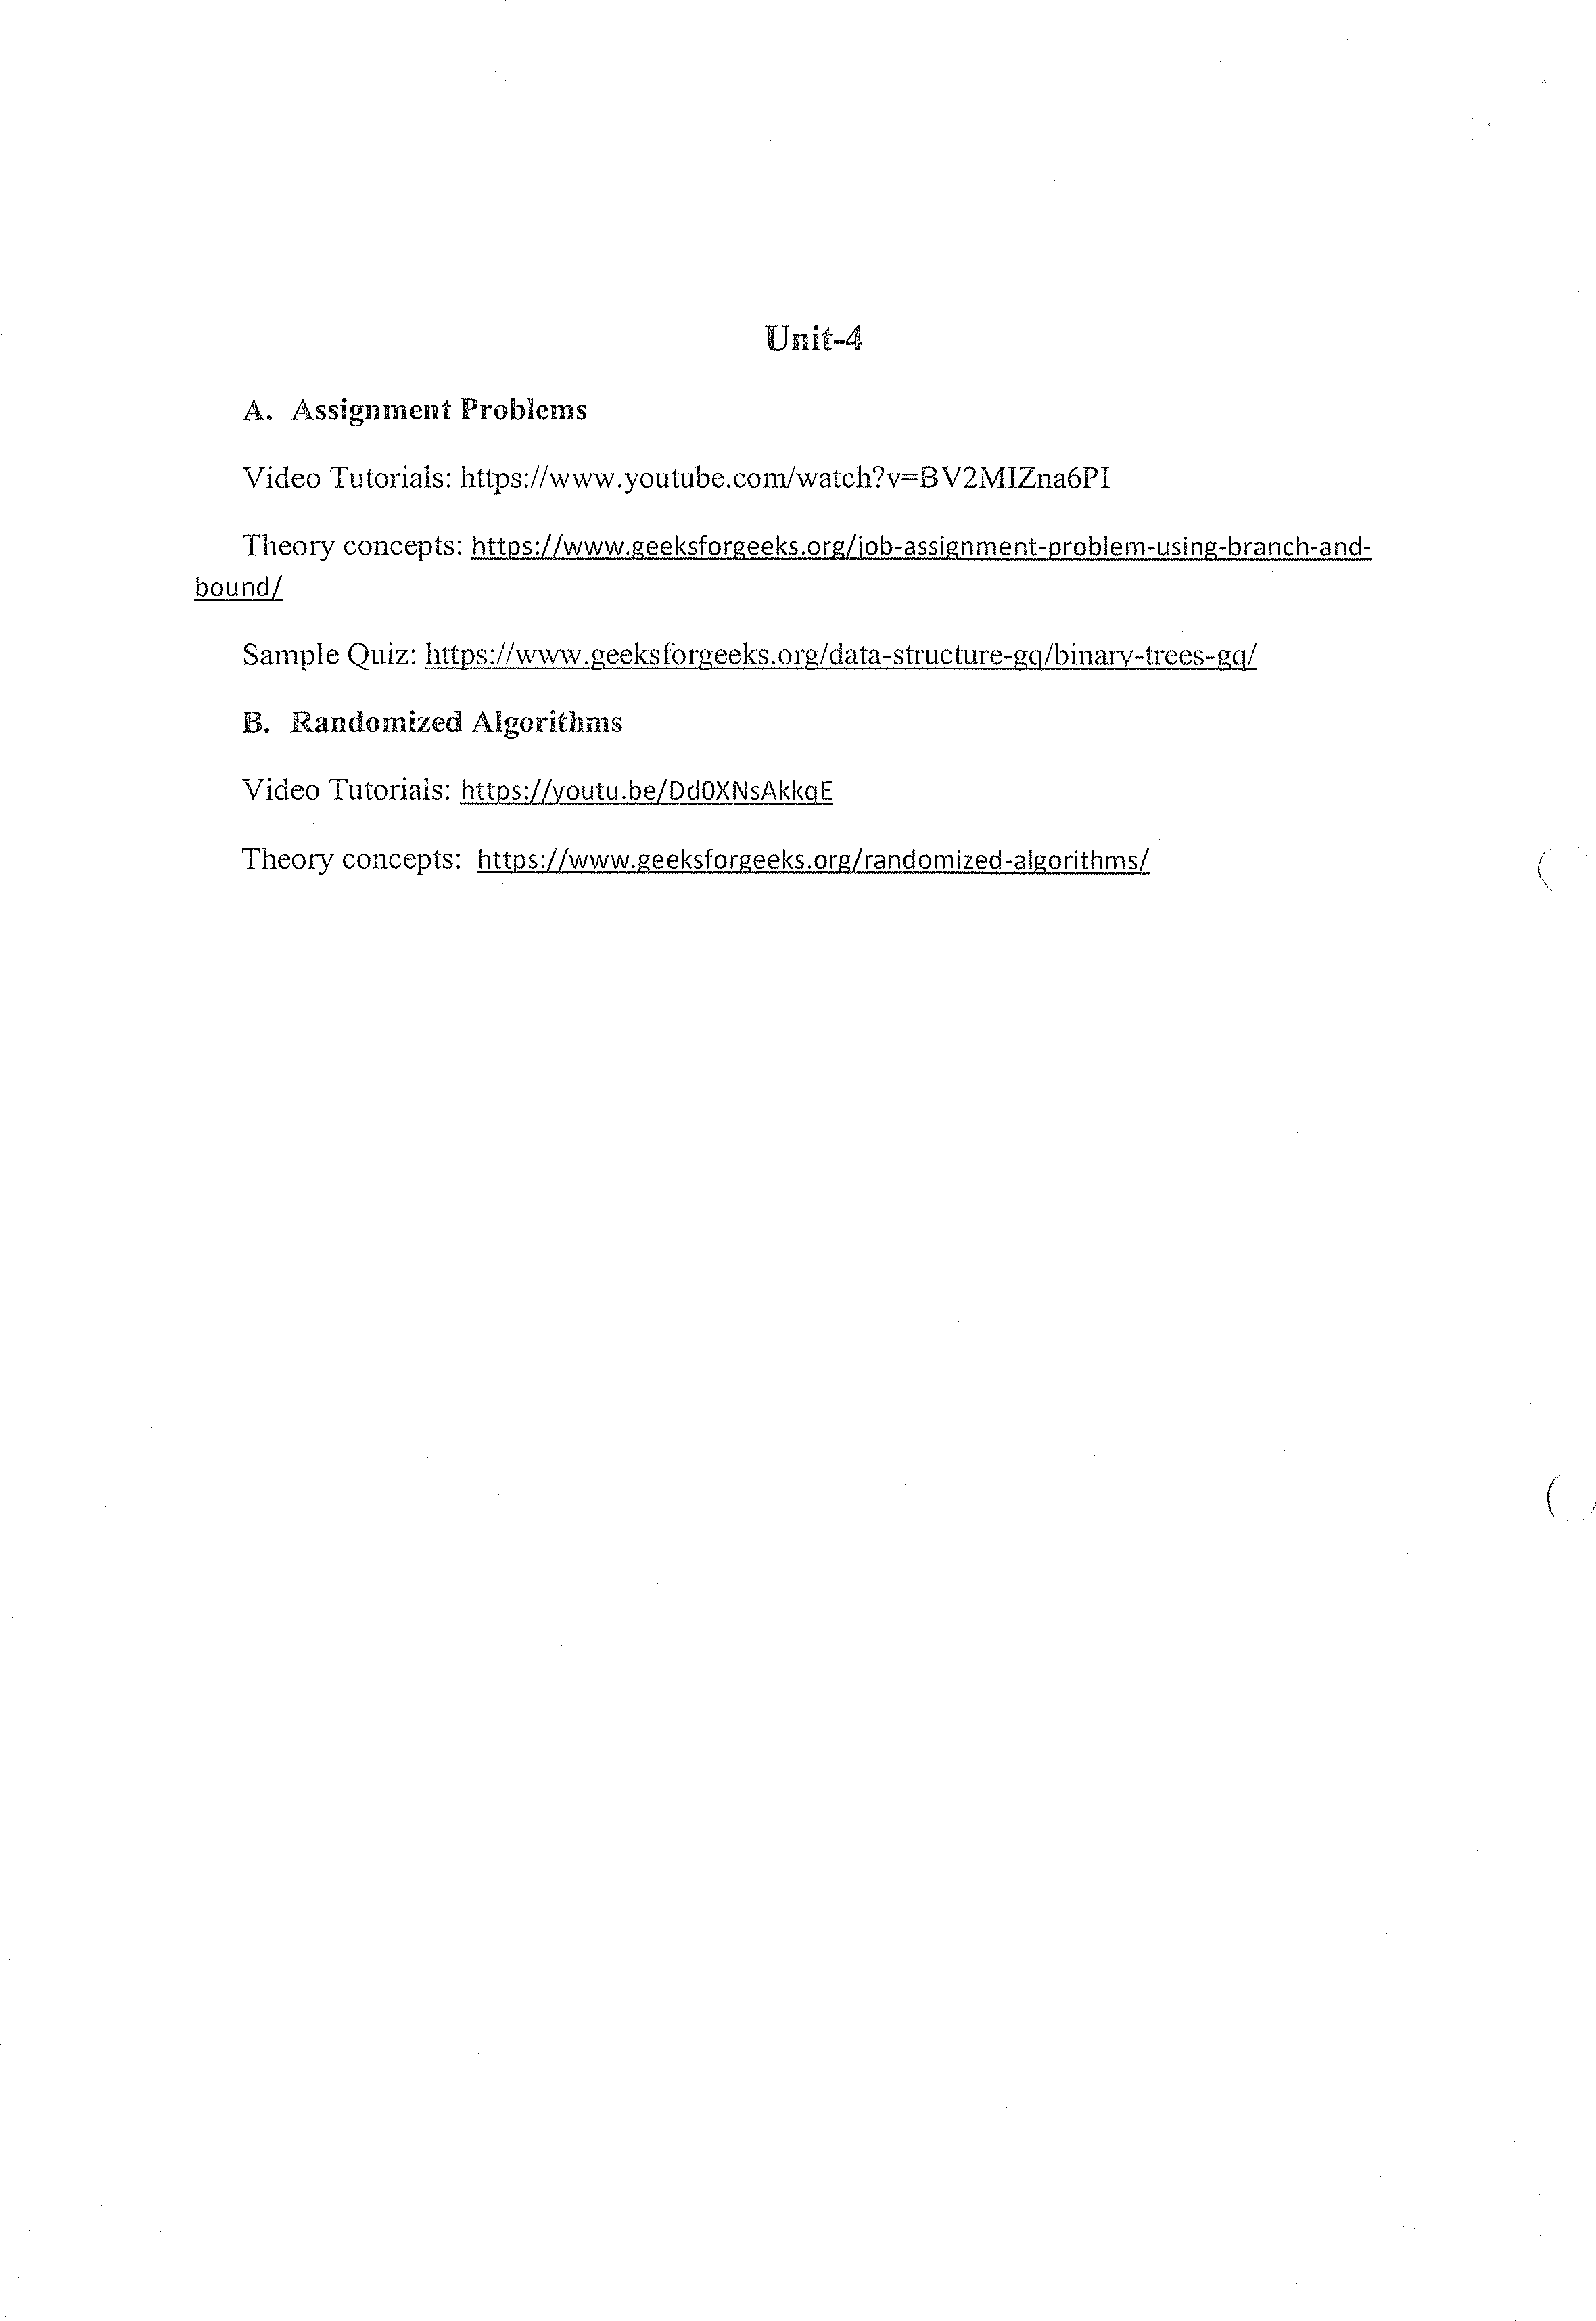 Unit-4
A. Assignment Problems
Video Tutorials: https://www.youtube.com/watch?v=BV2MIZna6PI
Theory concepts: https://www.geeksforgeeks.org/job-assignment-problem-using-branch-and-
bound/
Sample Quiz: https://www.geeksforgeeks.org/data-structure-gq/binary-trees-gq/
B. Randomized Algorithms
Video Tutorials: https://youtu.be/Dd0XNsAkkqE
Theory concepts: https://www.geeksforgeeks.org/randomized-algorithms/